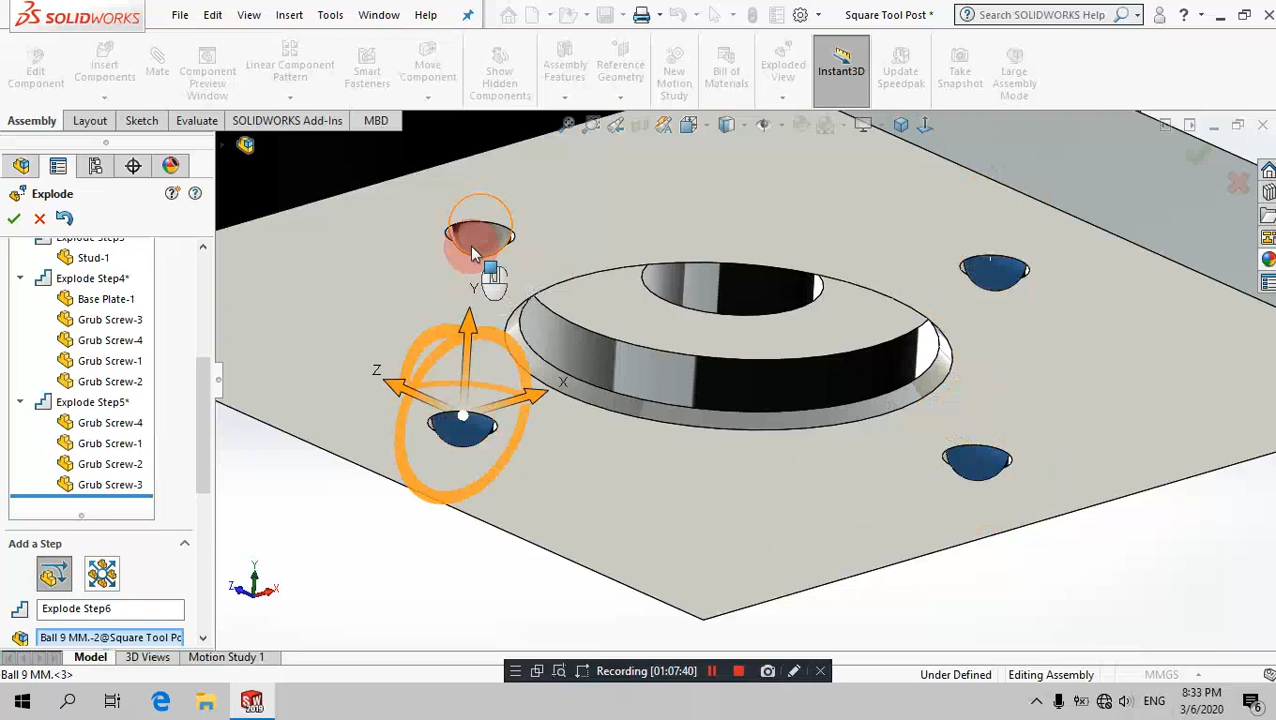 SOLIDWORKS File Edit View Insert Tools Window Help Square Tool Post * Search SOLIDWORKS Help
Edit Component
Insert Components
Mate
Component Preview Window
Linear Component Pattern
Smart Fasteners
Move Component
Show Hidden Components
Assembly Features
Reference Geometry
New Motion Study
Bill of Materials
Exploded View
Instant3D
Update Speedpak
Take Snapshot
Large Assembly Mode
Assembly Layout Sketch Evaluate SOLIDWORKS Add-Ins MBD
Explode
Stud-1
Explode Step4*
Base Plate-1
Grub Screw-3
Grub Screw-4
Grub Screw-1
Grub Screw-2
Explode Step5*
Grub Screw-4
Grub Screw-1
Grub Screw-2
Grub Screw-3
Add a Step
Explode Step6
Ball 9 MM.-2@Square Tool Po
Y
Z
X
Y
Z X
Model 3D Views Motion Study 1
Recording [01:07:40]
Ball 9 MM.<3> Under Defined Editing Assembly MMGS
SW 2019
ENG
8:33 PM
3/6/2020
6